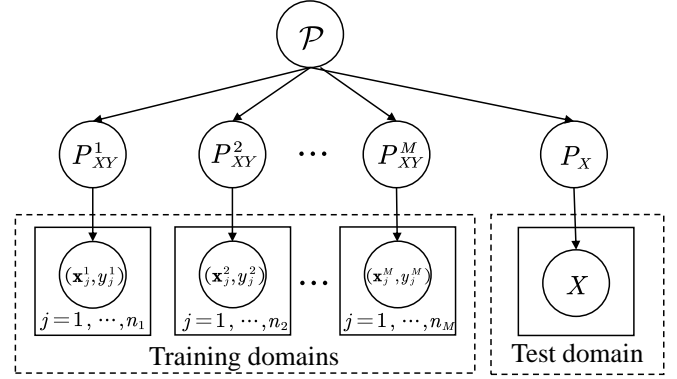 𝒫
P¹_XY P²_XY ··· P^M_XY P_X
(𝐱¹_j, y¹_j) (𝐱²_j, y²_j) ··· (𝐱^M_j, y^M_j) X
j=1, ···, n₁ j=1, ···, n₂ j=1, ···, n_M
Training domains Test domain